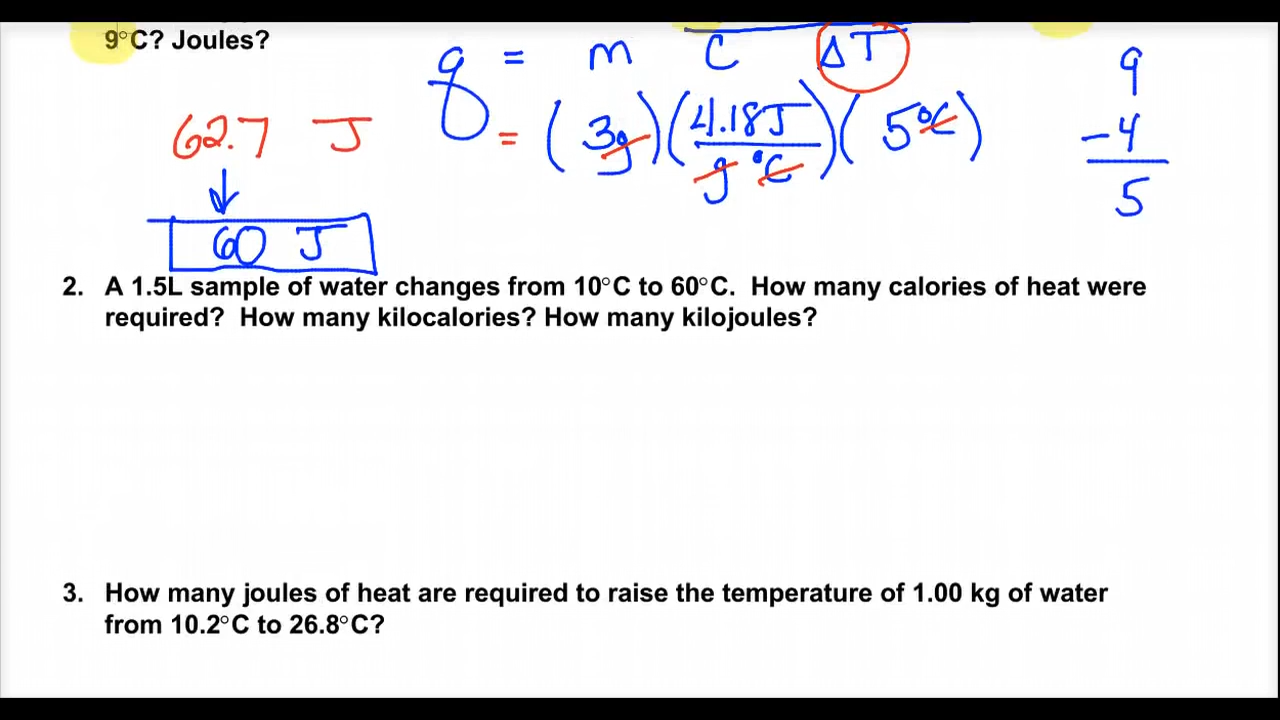 9°C? Joules?
q = m C ΔT
= (3g) (4.18J / g °C) (5°C)
62.7 J
60 J
9
-4
5
2. A 1.5L sample of water changes from 10°C to 60°C. How many calories of heat were
required? How many kilocalories? How many kilojoules?
3. How many joules of heat are required to raise the temperature of 1.00 kg of water
from 10.2°C to 26.8°C?